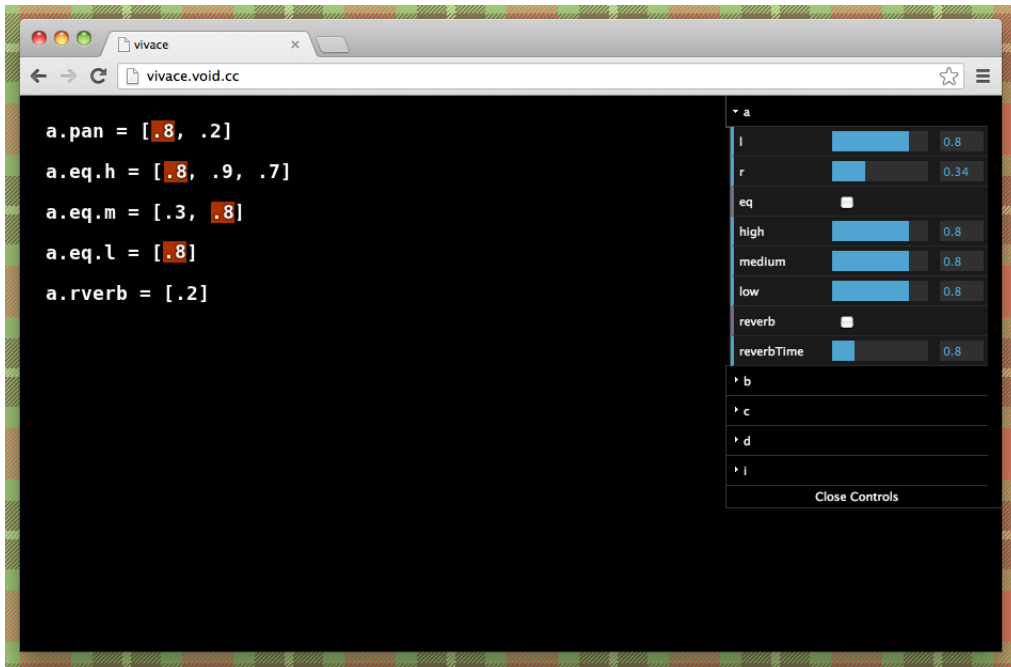 vivace
vivace.void.cc
a.pan = [.8, .2]
a.eq.h = [.8, .9, .7]
a.eq.m = [.3, .8]
a.eq.l = [.8]
a.rverb = [.2]
a
l 0.8
r 0.34
eq
high 0.8
medium 0.8
low 0.8
reverb
reverbTime 0.8
b
c
d
i
Close Controls